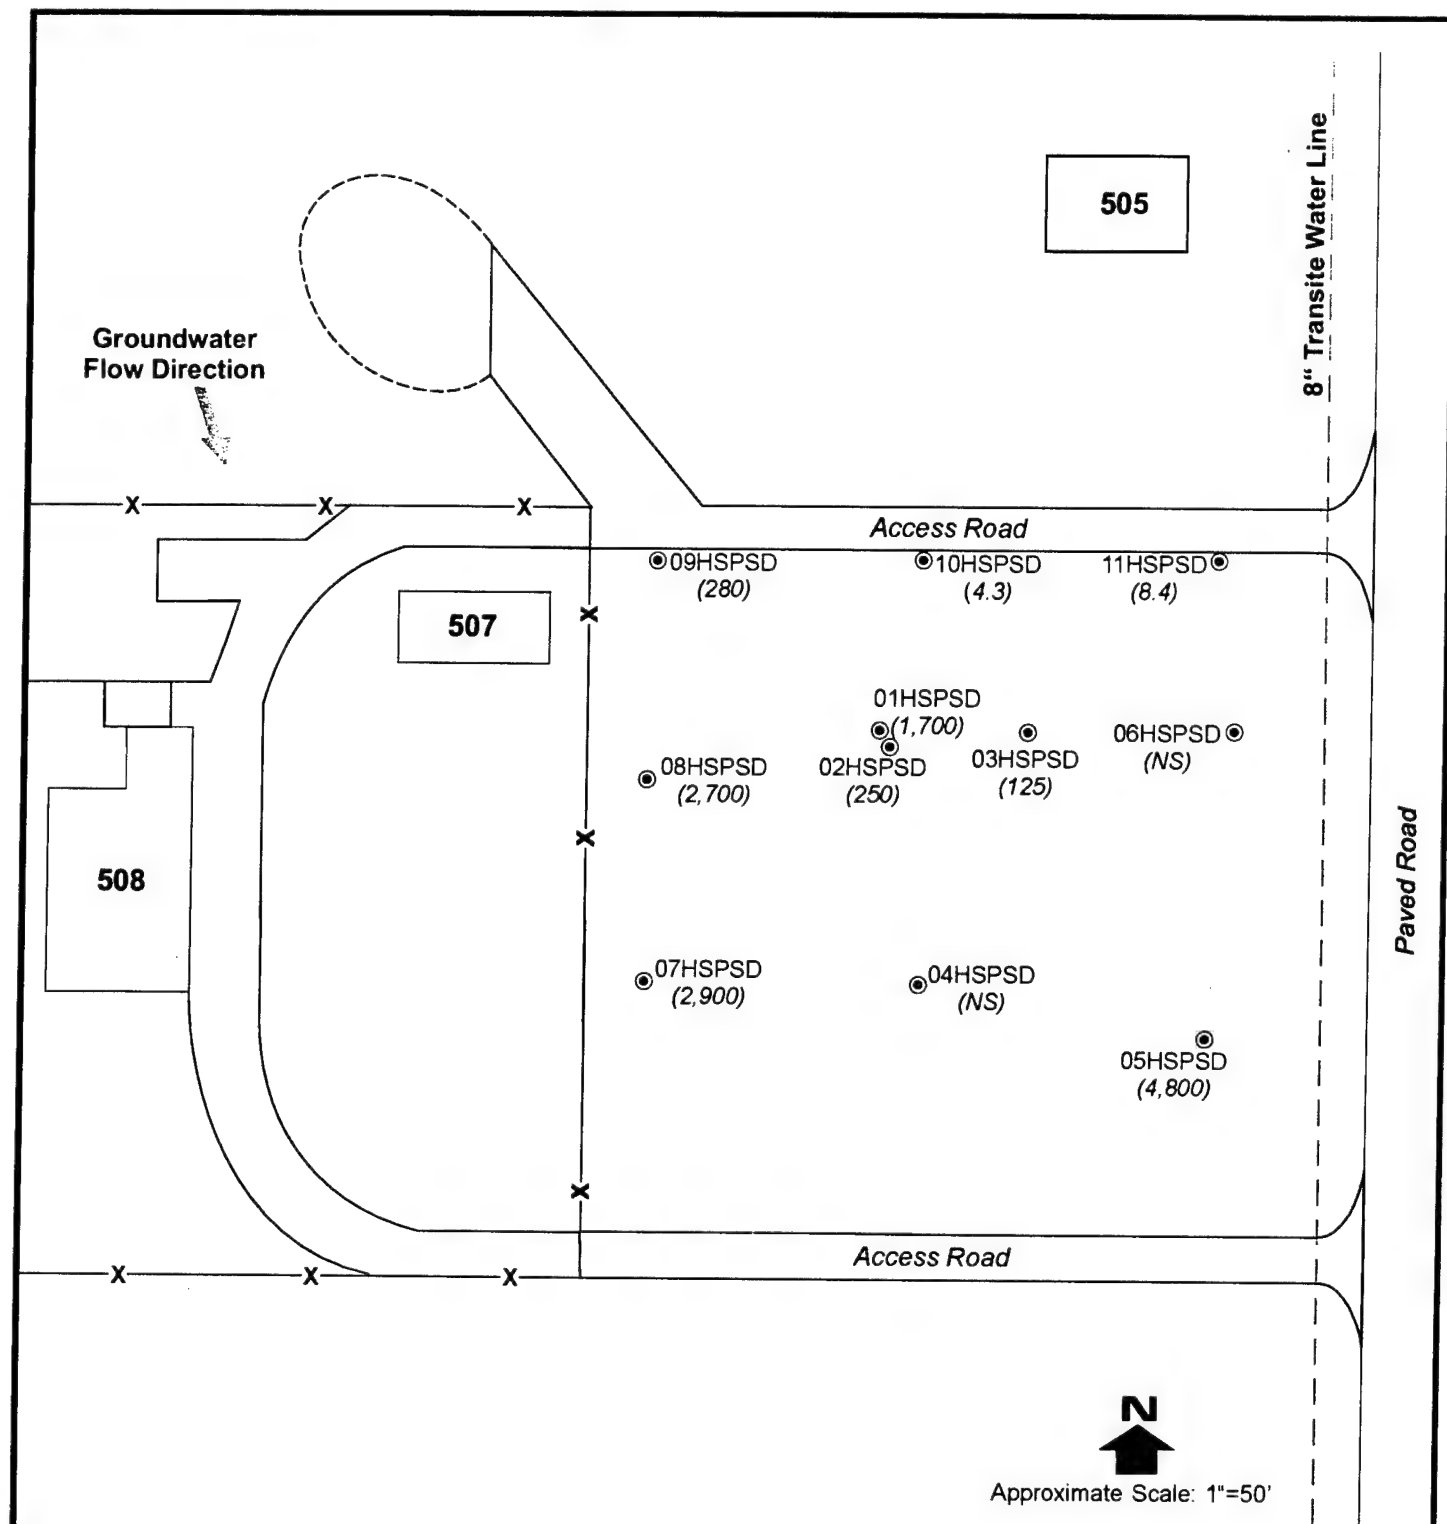 505
8“ Transite Water Line
Groundwater
Flow Direction
X X X
Access Road
09HSPSD
(280)
10HSPSD
(4.3)
11HSPSD
(8.4)
X
507
01HSPSD
(1,700)
02HSPSD
(250)
03HSPSD
(125)
06HSPSD
(NS)
08HSPSD
(2,700)
X
508
Paved Road
07HSPSD
(2,900)
04HSPSD
(NS)
05HSPSD
(4,800)
X
Access Road
X X X
N
Approximate Scale: 1"=50'